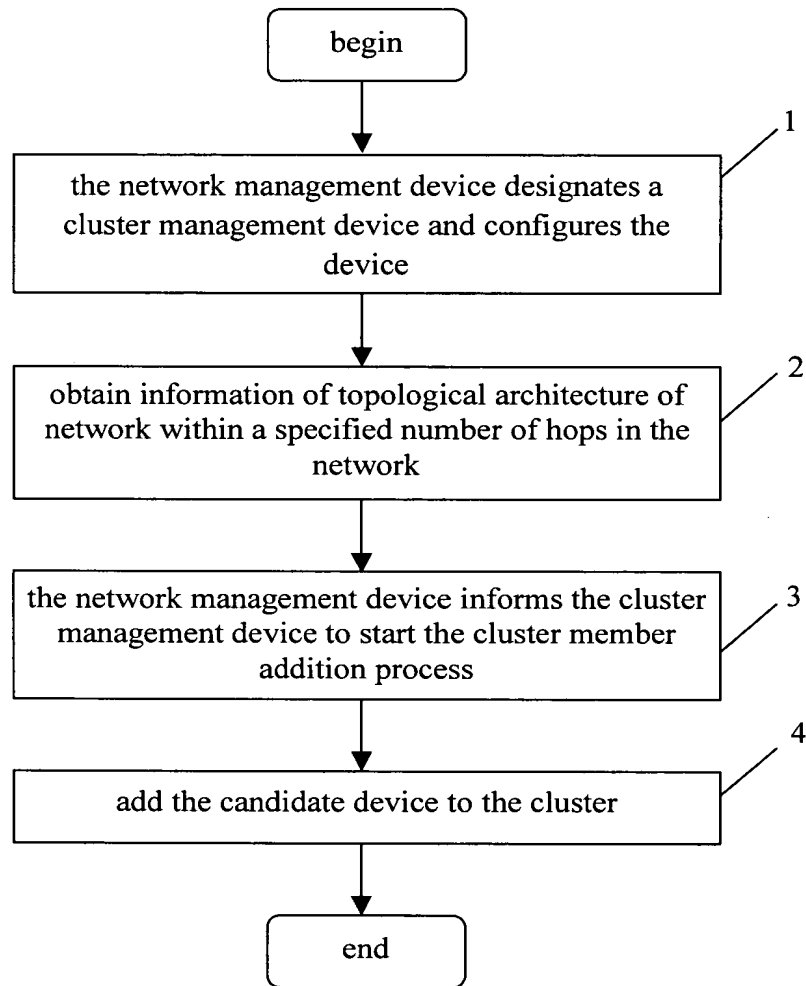 begin
1
the network management device designates a
cluster management device and configures the
device
2
obtain information of topological architecture of
network within a specified number of hops in the
network
3
the network management device informs the cluster
management device to start the cluster member
addition process
4
add the candidate device to the cluster
end